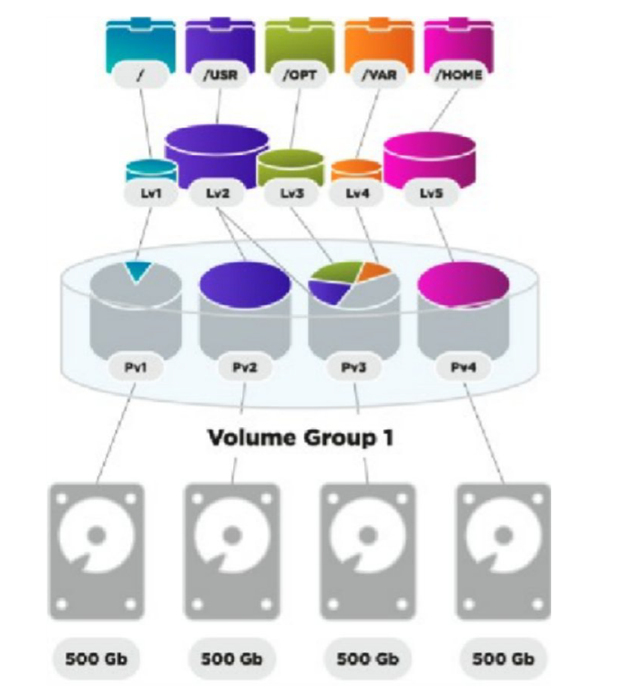 / /USR /OPT /VAR /HOME
Lv1 Lv2 Lv3 Lv4 Lv5
Pv1 Pv2 Pv3 Pv4
Volume Group 1
500 Gb 500 Gb 500 Gb 500 Gb